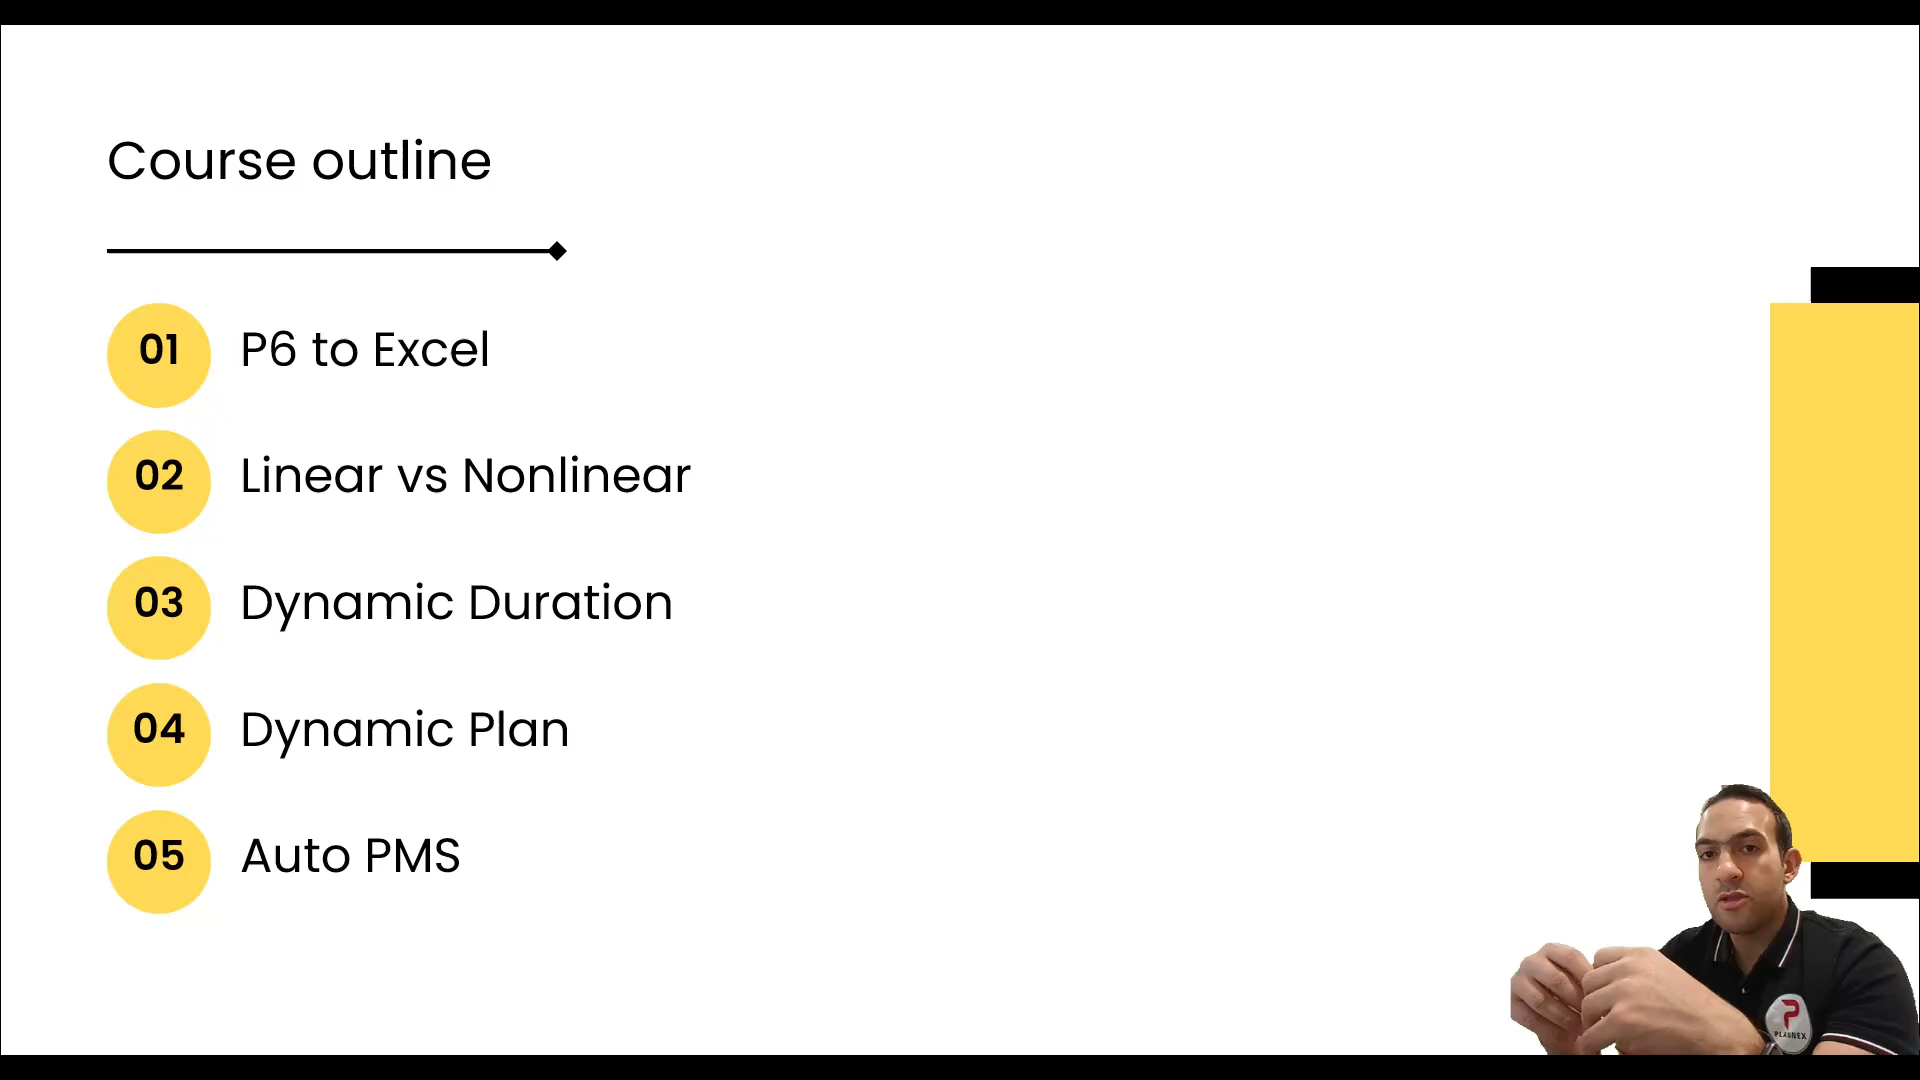 Course outline
01 P6 to Excel
02 Linear vs Nonlinear
03 Dynamic Duration
04 Dynamic Plan
05 Auto PMS
PLANNEX